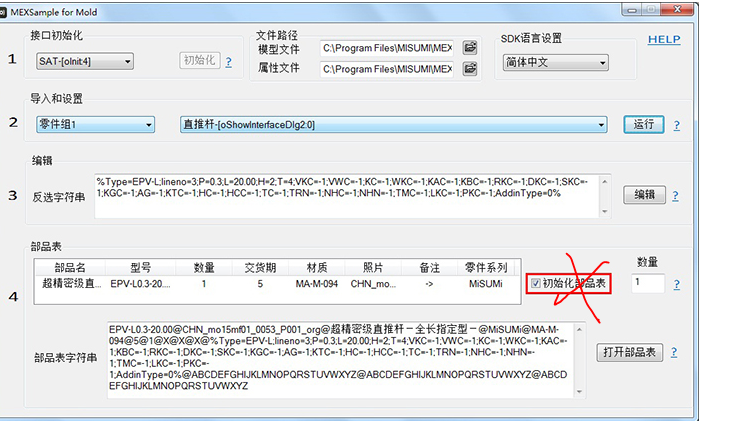 MEXSample for Mold
接口初始化
文件路径
SDK语言设置
HELP
1
SAT-[oInit4]
初始化
?
模型文件
C:\Program Files\MISUMI\MEX
属性文件
C:\Program Files\MISUMI\MEX
简体中文
导入和设置
2
零件组1
直推杆-[oShowInterfaceDlg2.0]
运行
?
编辑
3
反选字符串
%Type=EPV-L;lineno=3;P=0.3;L=20.00;H=2;T=4;VKC=-1;VWC=-1;KC=-1;WKC=-1;KAC=-1;KBC=-1;RKC=-1;DKC=-1;SKC=-
1;KGC=-1;AG=-1;KTC=-1;HC=-1;HCC=-1;TC=-1;TRN=-1;NHC=-1;NHN=-1;TMC=-1;LKC=-1;PKC=-1;AddinType=0%
编辑
?
部品表
4
部品名 型号 数量 交货期 材质 照片 备注 零件系列
超精密级直... EPV-L0.3-20.... 1 5 MA-M-094 CHN_mo... -> MiSUMi
初始化部品表
数量
1
?
部品表字符串
EPV-L0.3-20.00@CHN_mo15mf01_0053_P001_org@超精密级直推杆－全长指定型－@MiSUMi@MA-M-
094@5@1@X@X@X@%Type=EPV-L;lineno=3;P=0.3;L=20.00;H=2;T=4;VKC=-1;VWC=-1;KC=-1;WKC=-1;KAC=-
1;KBC=-1;RKC=-1;DKC=-1;SKC=-1;KGC=-1;AG=-1;KTC=-1;HC=-1;HCC=-1;TC=-1;TRN=-1;NHC=-1;NHN=-
1;TMC=-1;LKC=-1;PKC=-
1;AddinType=0%@ABCDEFGHIJKLMNOPQRSTUVWXYZ@ABCDEFGHIJKLMNOPQRSTUVWXYZ@ABCD
EFGHIJKLMNOPQRSTUVWXYZ
打开部品表
?